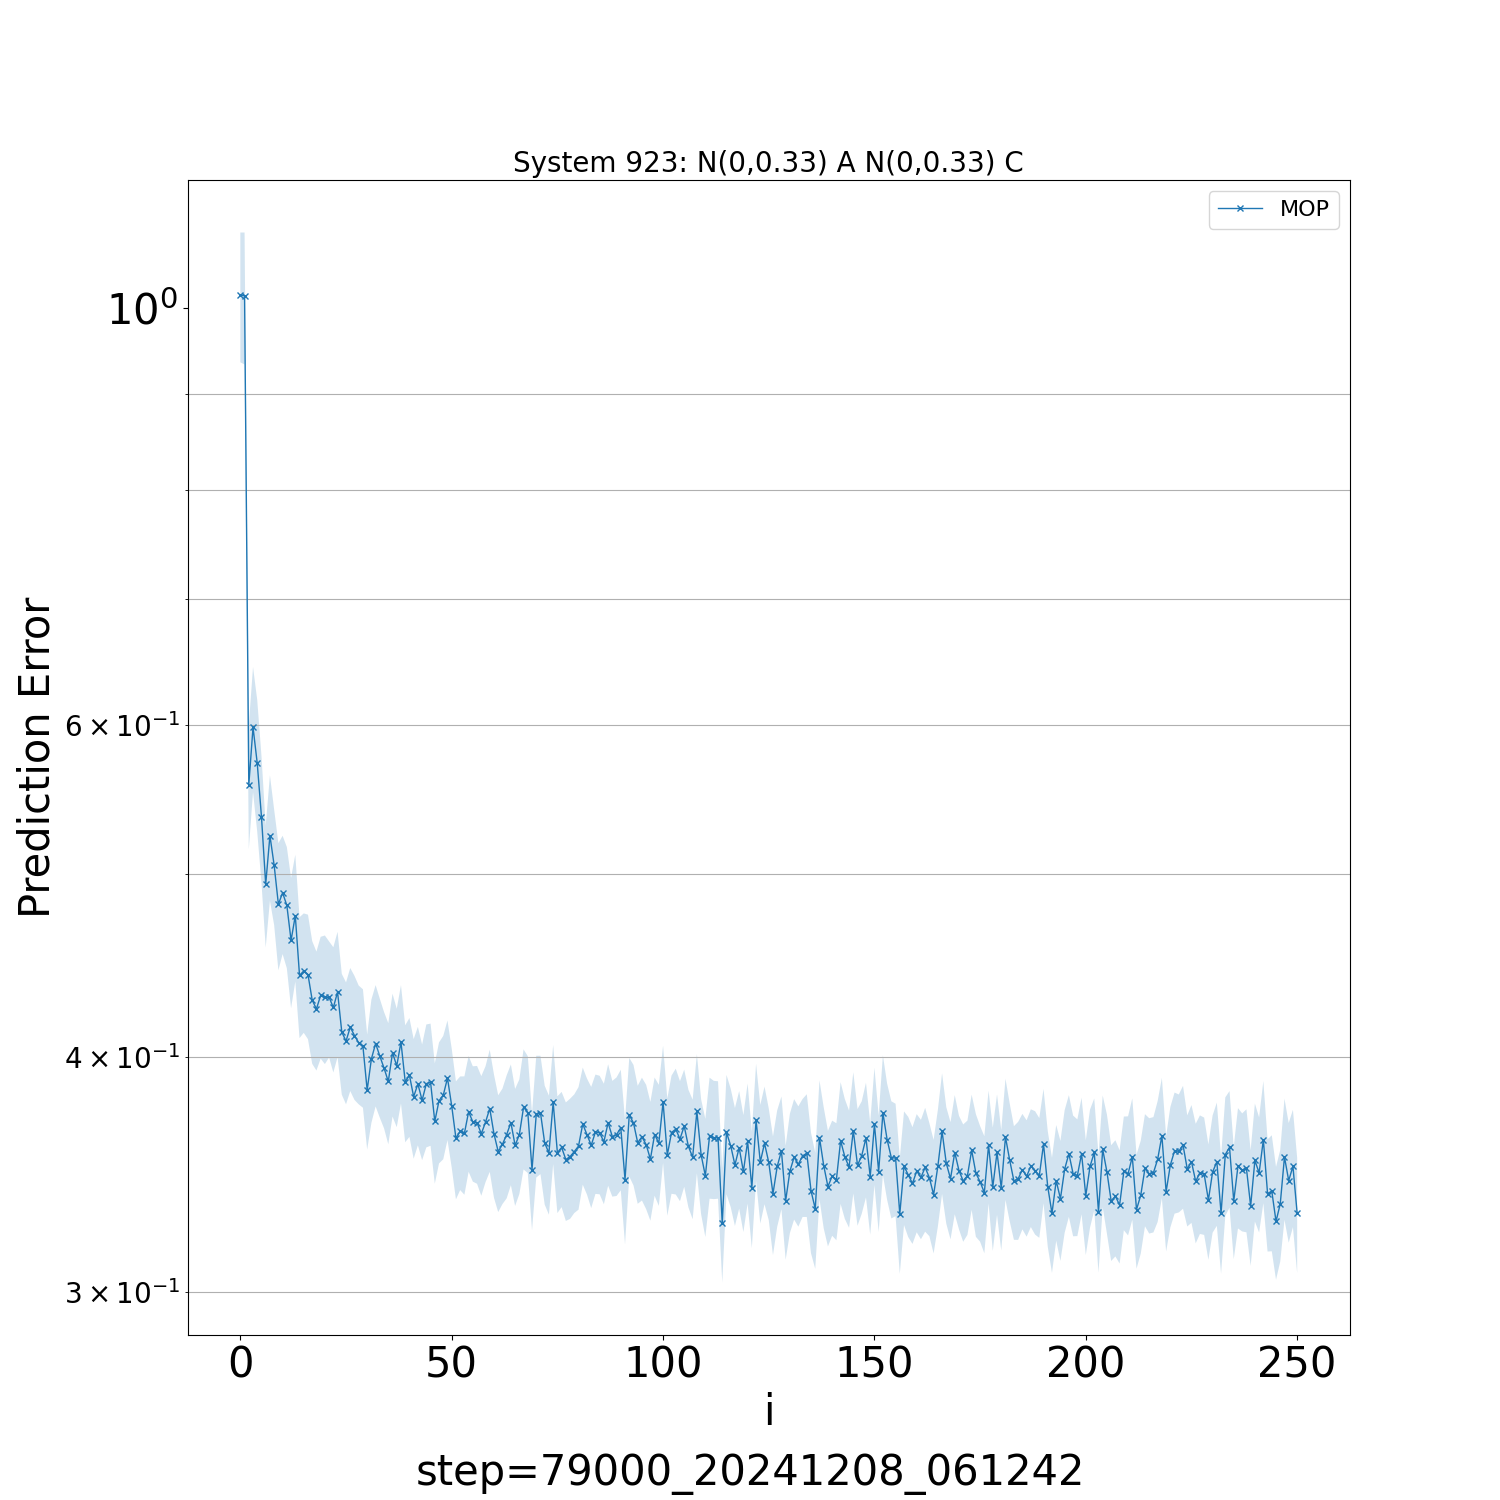 System 923: N(0,0.33) A N(0,0.33) C
MOP
10⁰
6 × 10⁻¹
4 × 10⁻¹
3 × 10⁻¹
Prediction Error
0 50 100 150 200 250
i
step=79000_20241208_061242